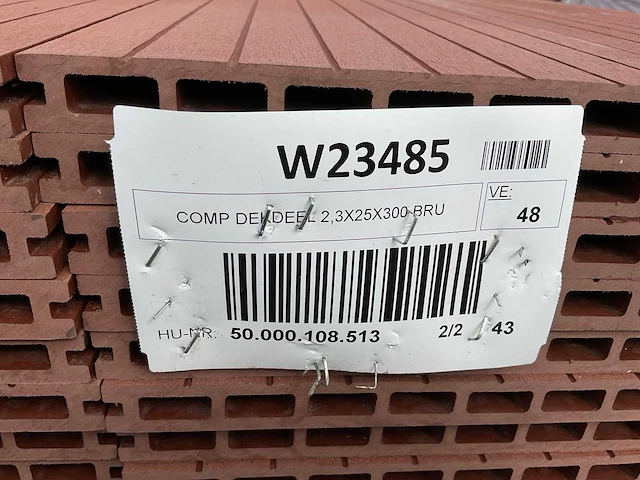 W23485
COMP DEKDEEL 2,3X25X300 BRU
VE:
48
HU-NR: 50.000.108.513 2/2 43